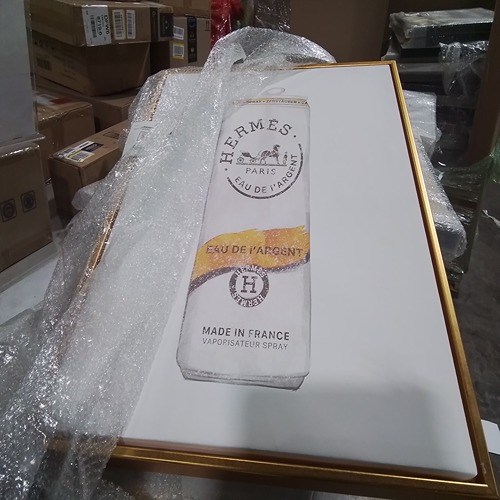 HERMÈS
PARIS
EAU DE L'ARGENT
EAU DE l'ARGENT
HERMÈS
H
HERMÈS
MADE IN FRANCE
VAPORISATEUR SPRAY